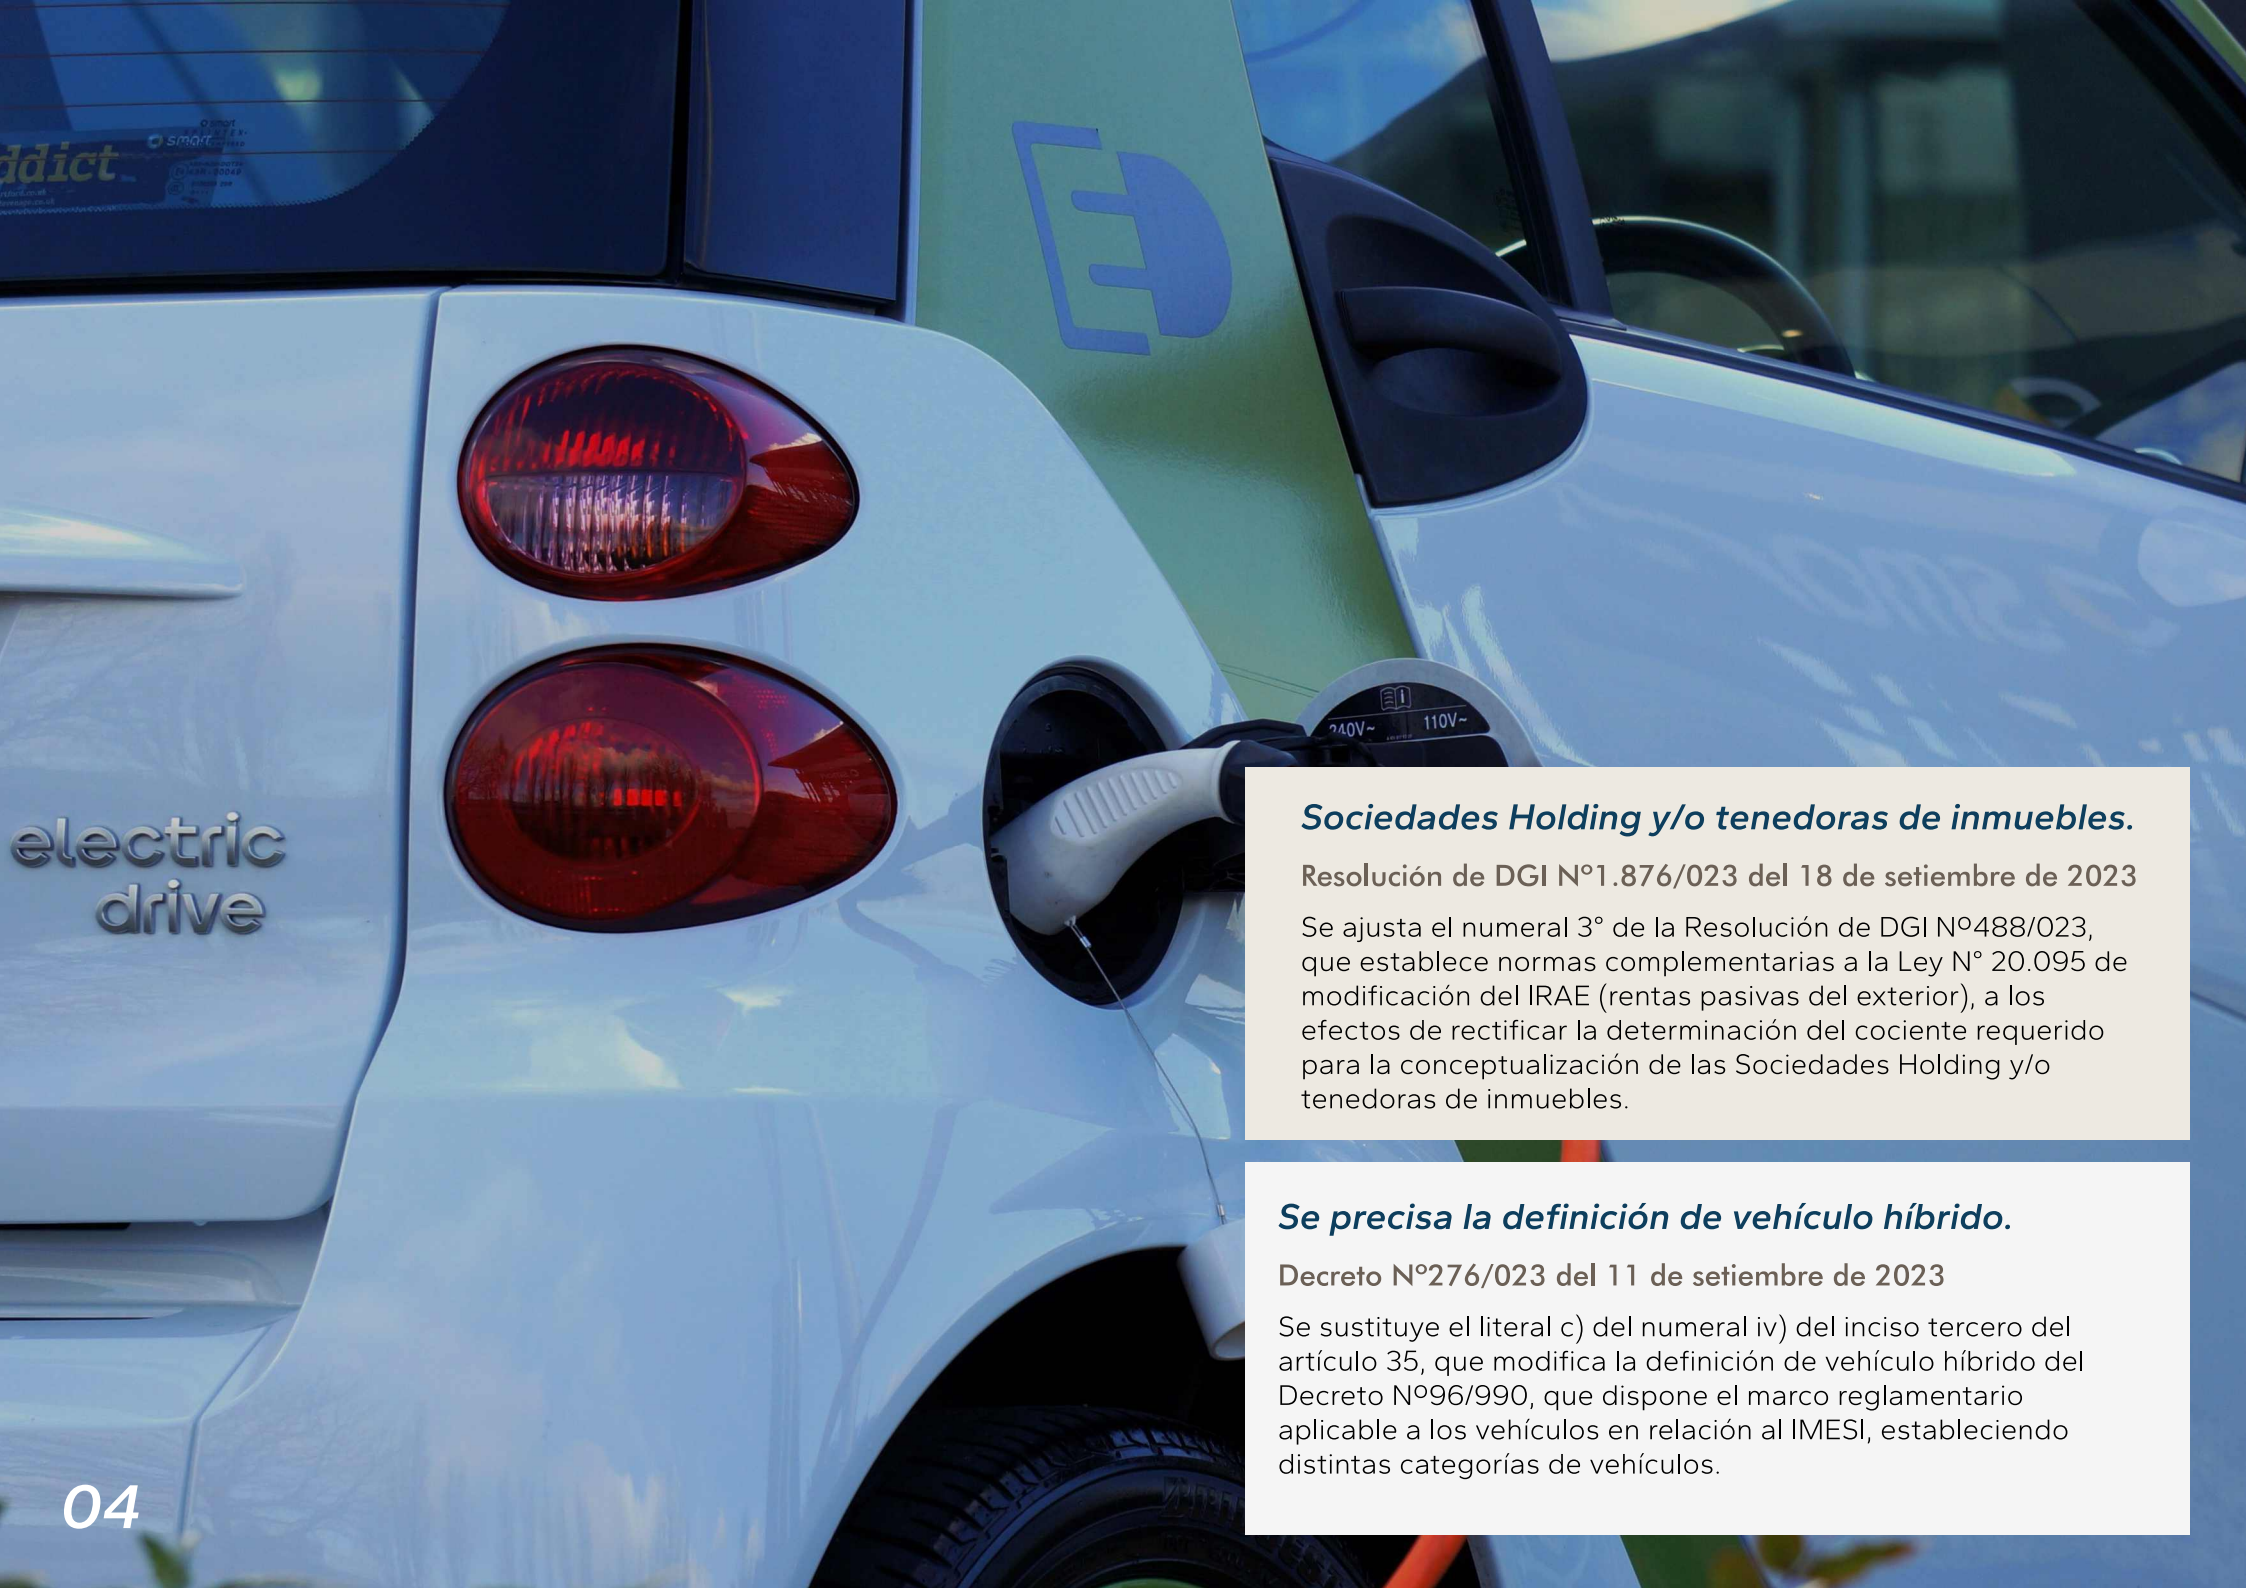 smart
smart
ddict
electric
drive
240V~ 110V~
Sociedades Holding y/o tenedoras de inmuebles.
Resolución de DGI Nº1.876/023 del 18 de setiembre de 2023
Se ajusta el numeral 3° de la Resolución de DGI Nº488/023,
que establece normas complementarias a la Ley N° 20.095 de
modificación del IRAE (rentas pasivas del exterior), a los
efectos de rectificar la determinación del cociente requerido
para la conceptualización de las Sociedades Holding y/o
tenedoras de inmuebles.
Se precisa la definición de vehículo híbrido.
Decreto Nº276/023 del 11 de setiembre de 2023
Se sustituye el literal c) del numeral iv) del inciso tercero del
artículo 35, que modifica la definición de vehículo híbrido del
Decreto Nº96/990, que dispone el marco reglamentario
aplicable a los vehículos en relación al IMESI, estableciendo
distintas categorías de vehículos.
04